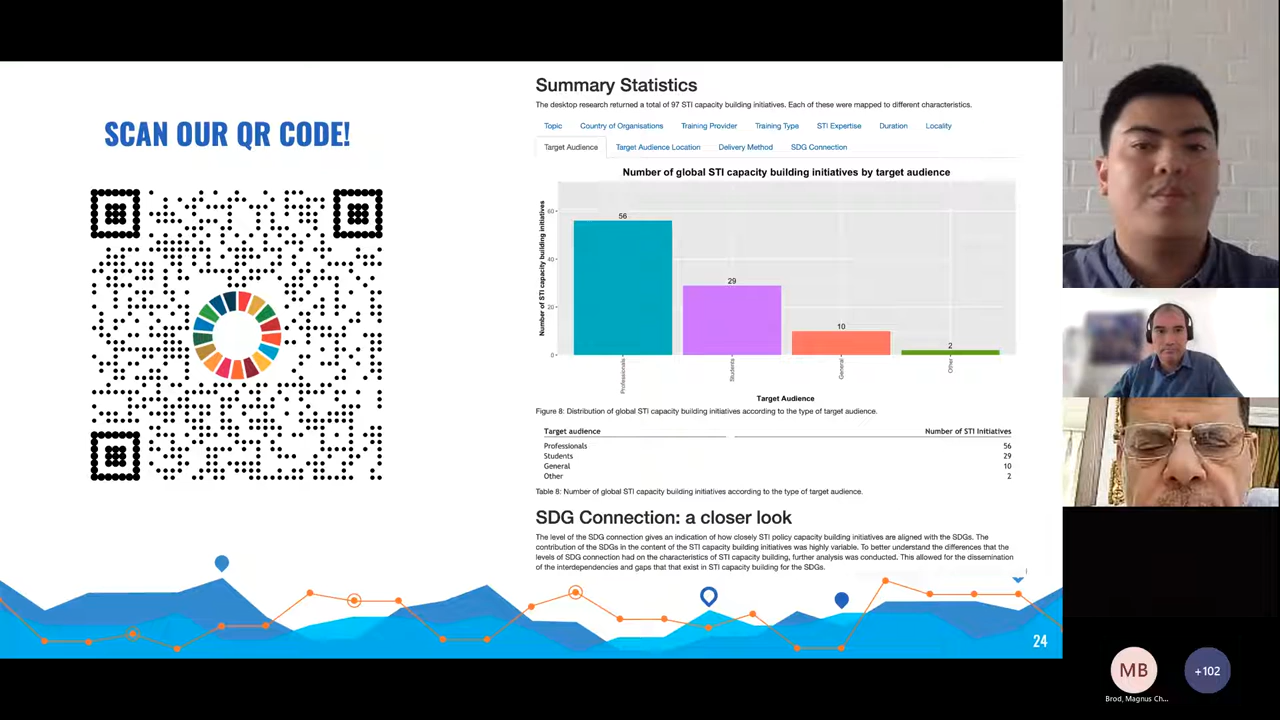 SCAN OUR QR CODE!
Summary Statistics
The desktop research returned a total of 97 STI capacity building initiatives. Each of these were mapped to different characteristics.
Topic Country of Organisations Training Provider Training Type STI Expertise Duration Locality
Target Audience Target Audience Location Delivery Method SDG Connection
Number of global STI capacity building initiatives by target audience
Number of STI capacity building initiatives
60
40
20
0
56
29
10
2
Professionals
Students
General
Other
Target Audience
Figure 8: Distribution of global STI capacity building initiatives according to the type of target audience.
Target audience Number of STI Initiatives
Professionals 56
Students 29
General 10
Other 2
Table 8: Number of global STI capacity building initiatives according to the type of target audience.
SDG Connection: a closer look
The level of the SDG connection gives an indication of how closely STI policy capacity building initiatives are aligned with the SDGs. The
contribution of the SDGs in the content of the STI capacity building initiatives was highly variable. To better understand the differences that the
levels of SDG connection had on the characteristics of STI capacity building, further analysis was conducted. This allowed for the dissemination
of the interdependencies and gaps that that exist in STI capacity building for the SDGs.
24
MB
+102
Brod, Magnus Ch...